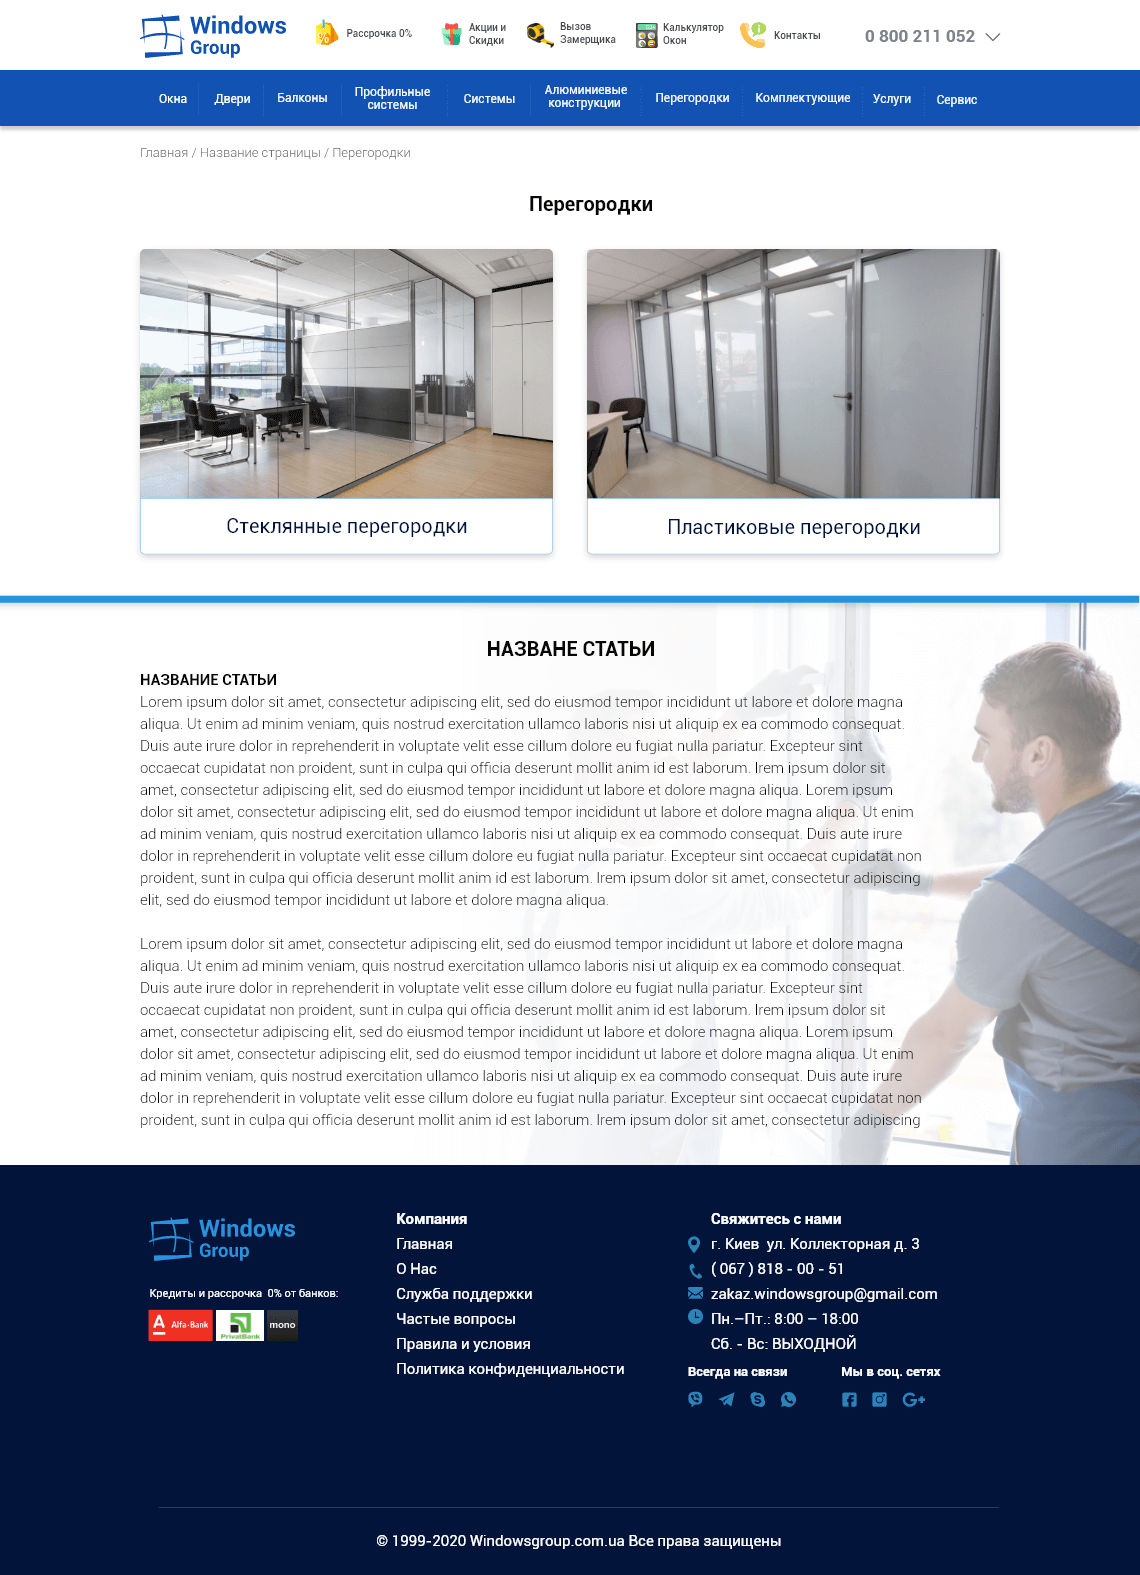 Windows
Group
Рассрочка 0%
Акции и
Скидки
Вызов
Замерщика
Калькулятор
Окон
Контакты
0 800 211 052
Окна
Двери
Балконы
Профильные
системы
Системы
Алюминиевые
конструкции
Перегородки
Комплектующие
Услуги
Сервис
Главная / Название страницы / Перегородки
Перегородки
Стеклянные перегородки
Пластиковые перегородки
НАЗВАНЕ СТАТЬИ
НАЗВАНИЕ СТАТЬИ
Lorem ipsum dolor sit amet, consectetur adipiscing elit, sed do eiusmod tempor incididunt ut labore et dolore magna
aliqua. Ut enim ad minim veniam, quis nostrud exercitation ullamco laboris nisi ut aliquip ex ea commodo consequat.
Duis aute irure dolor in reprehenderit in voluptate velit esse cillum dolore eu fugiat nulla pariatur. Excepteur sint
occaecat cupidatat non proident, sunt in culpa qui officia deserunt mollit anim id est laborum. lrem ipsum dolor sit
amet, consectetur adipiscing elit, sed do eiusmod tempor incididunt ut labore et dolore magna aliqua. Lorem ipsum
dolor sit amet, consectetur adipiscing elit, sed do eiusmod tempor incididunt ut labore et dolore magna aliqua. Ut enim
ad minim veniam, quis nostrud exercitation ullamco laboris nisi ut aliquip ex ea commodo consequat. Duis aute irure
dolor in reprehenderit in voluptate velit esse cillum dolore eu fugiat nulla pariatur. Excepteur sint occaecat cupidatat non
proident, sunt in culpa qui officia deserunt mollit anim id est laborum. lrem ipsum dolor sit amet, consectetur adipiscing
elit, sed do eiusmod tempor incididunt ut labore et dolore magna aliqua.
Lorem ipsum dolor sit amet, consectetur adipiscing elit, sed do eiusmod tempor incididunt ut labore et dolore magna
aliqua. Ut enim ad minim veniam, quis nostrud exercitation ullamco laboris nisi ut aliquip ex ea commodo consequat.
Duis aute irure dolor in reprehenderit in voluptate velit esse cillum dolore eu fugiat nulla pariatur. Excepteur sint
occaecat cupidatat non proident, sunt in culpa qui officia deserunt mollit anim id est laborum. lrem ipsum dolor sit
amet, consectetur adipiscing elit, sed do eiusmod tempor incididunt ut labore et dolore magna aliqua. Lorem ipsum
dolor sit amet, consectetur adipiscing elit, sed do eiusmod tempor incididunt ut labore et dolore magna aliqua. Ut enim
ad minim veniam, quis nostrud exercitation ullamco laboris nisi ut aliquip ex ea commodo consequat. Duis aute irure
dolor in reprehenderit in voluptate velit esse cillum dolore eu fugiat nulla pariatur. Excepteur sint occaecat cupidatat non
proident, sunt in culpa qui officia deserunt mollit anim id est laborum. lrem ipsum dolor sit amet, consectetur adipiscing
Windows
Group
Кредиты и рассрочка 0% от банков:
Alfa-Bank
PrivatBank
mono
Компания
Главная
О Нас
Служба поддержки
Частые вопросы
Правила и условия
Политика конфиденциальности
Свяжитесь с нами
г. Киев ул. Коллекторная д. 3
( 067 ) 818 - 00 - 51
zakaz.windowsgroup@gmail.com
Пн.–Пт.: 8:00 – 18:00
Сб. - Вс: ВЫХОДНОЙ
Всегда на связи
Мы в соц. сетях
© 1999-2020 Windowsgroup.com.ua Все права защищены